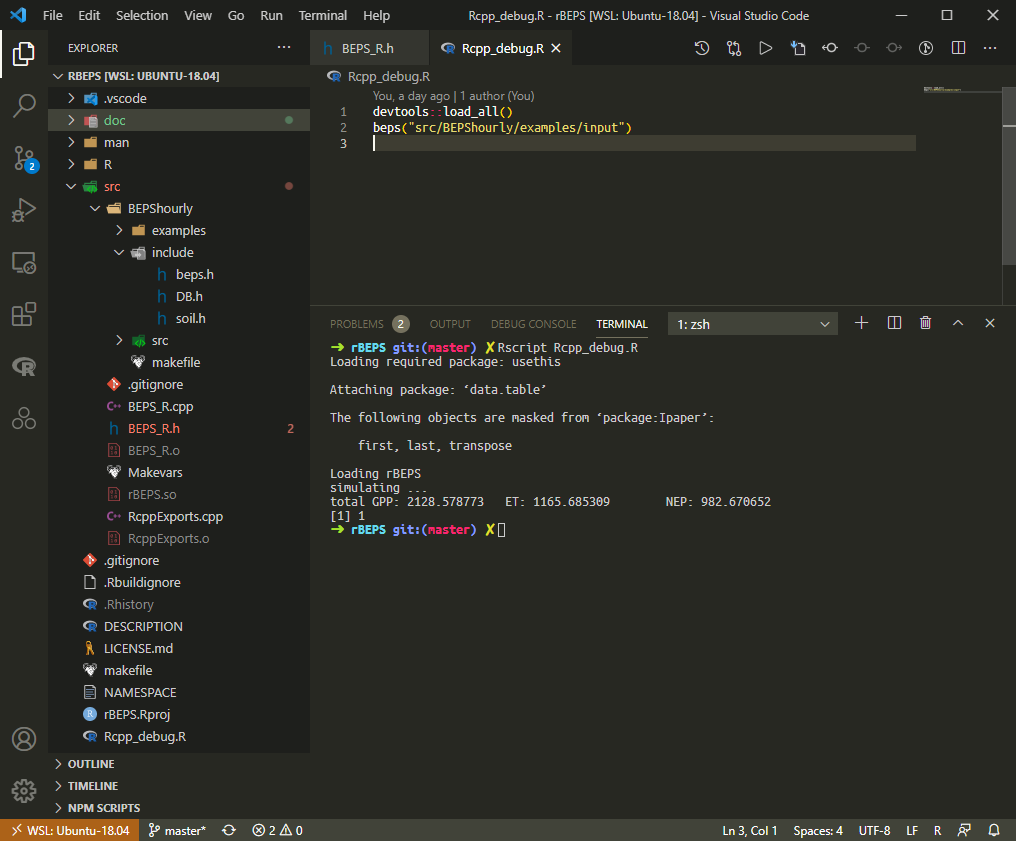 File Edit Selection View Go Run Terminal Help Rcpp_debug.R - rBEPS [WSL: Ubuntu-18.04] - Visual Studio Code
EXPLORER ···
RBEPS [WSL: UBUNTU-18.04]
.vscode
doc
man
R
src
BEPShourly
examples
include
beps.h
DB.h
soil.h
src
makefile
.gitignore
BEPS_R.cpp
BEPS_R.h 2
BEPS_R.o
Makevars
rBEPS.so
RcppExports.cpp
RcppExports.o
.gitignore
.Rbuildignore
.Rhistory
DESCRIPTION
LICENSE.md
makefile
NAMESPACE
rBEPS.Rproj
Rcpp_debug.R
OUTLINE
TIMELINE
NPM SCRIPTS
2
BEPS_R.h Rcpp_debug.R
Rcpp_debug.R
You, a day ago | 1 author (You)
1 devtools::load_all()
2 beps("src/BEPShourly/examples/input")
3
PROBLEMS 2 OUTPUT DEBUG CONSOLE TERMINAL 1: zsh
➜ rBEPS git:(master) ✗ Rscript Rcpp_debug.R
Loading required package: usethis
Attaching package: ‘data.table’
The following objects are masked from ‘package:Ipaper’:
first, last, transpose
Loading rBEPS
simulating ...
total GPP: 2128.578773 ET: 1165.685309 NEP: 982.670652
[1] 1
➜ rBEPS git:(master) ✗
WSL: Ubuntu-18.04 master* 2 0 Ln 3, Col 1 Spaces: 4 UTF-8 LF R